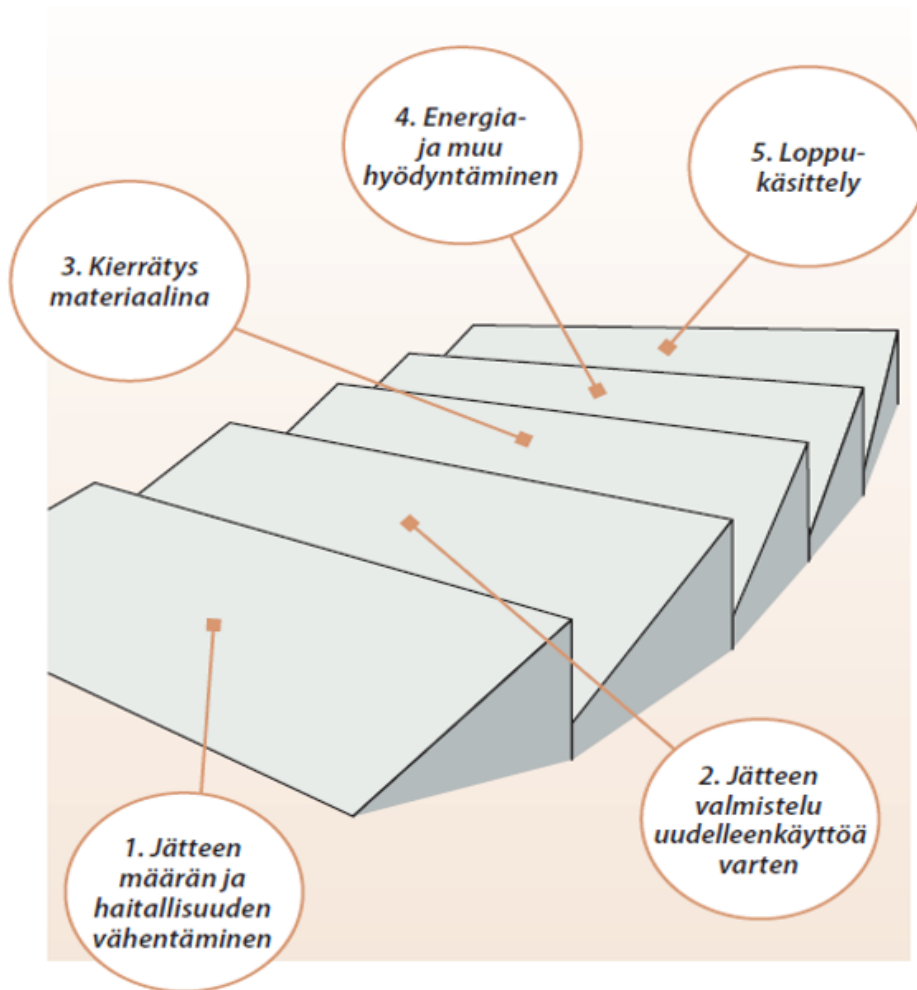 4. Energia-
ja muu
hyödyntäminen
5. Loppu-
käsittely
3. Kierrätys
materiaalina
2. Jätteen
valmistelu
uudelleenkäyttöä
varten
1. Jätteen
määrän ja
haitallisuuden
vähentäminen